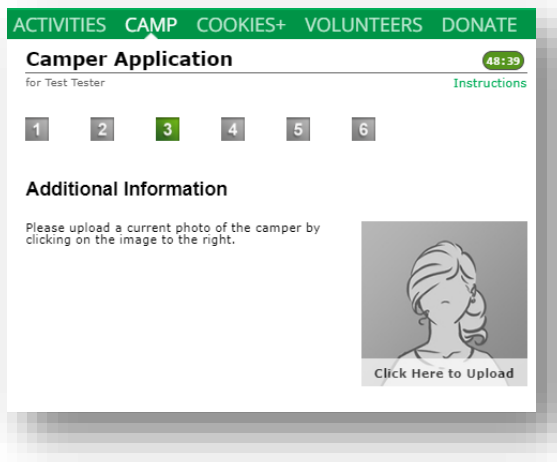 ACTIVITIES CAMP COOKIES+ VOLUNTEERS DONATE
Camper Application 48:39
for Test Tester Instructions
1 2 3 4 5 6
Additional Information
Please upload a current photo of the camper by
clicking on the image to the right.
Click Here to Upload